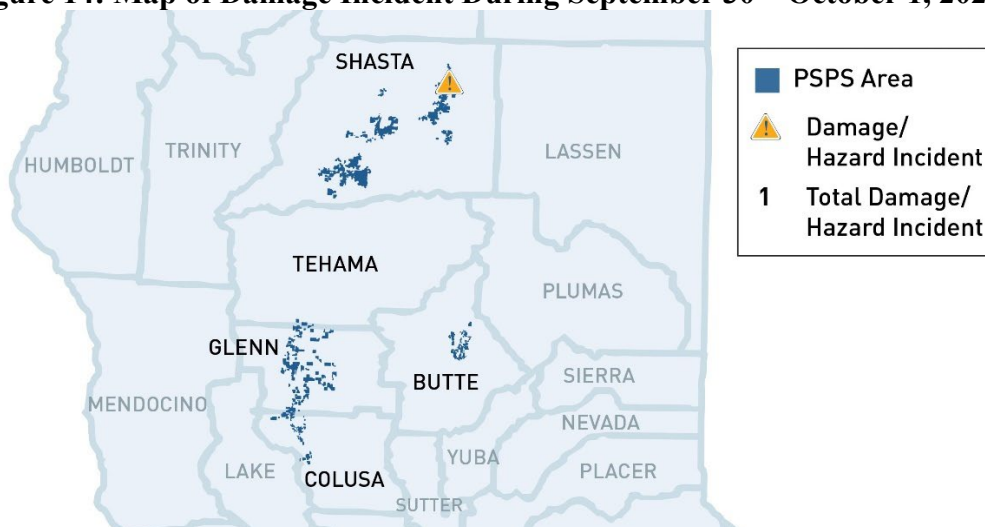 Figure 14: Map of Damage Incident During September 30 – October 1, 202
SHASTA
HUMBOLDT
TRINITY
LASSEN
TEHAMA
PLUMAS
GLENN
BUTTE
SIERRA
MENDOCINO
NEVADA
LAKE
COLUSA
YUBA
PLACER
SUTTER
PSPS Area
Damage/
Hazard Incident
1 Total Damage/
Hazard Incident